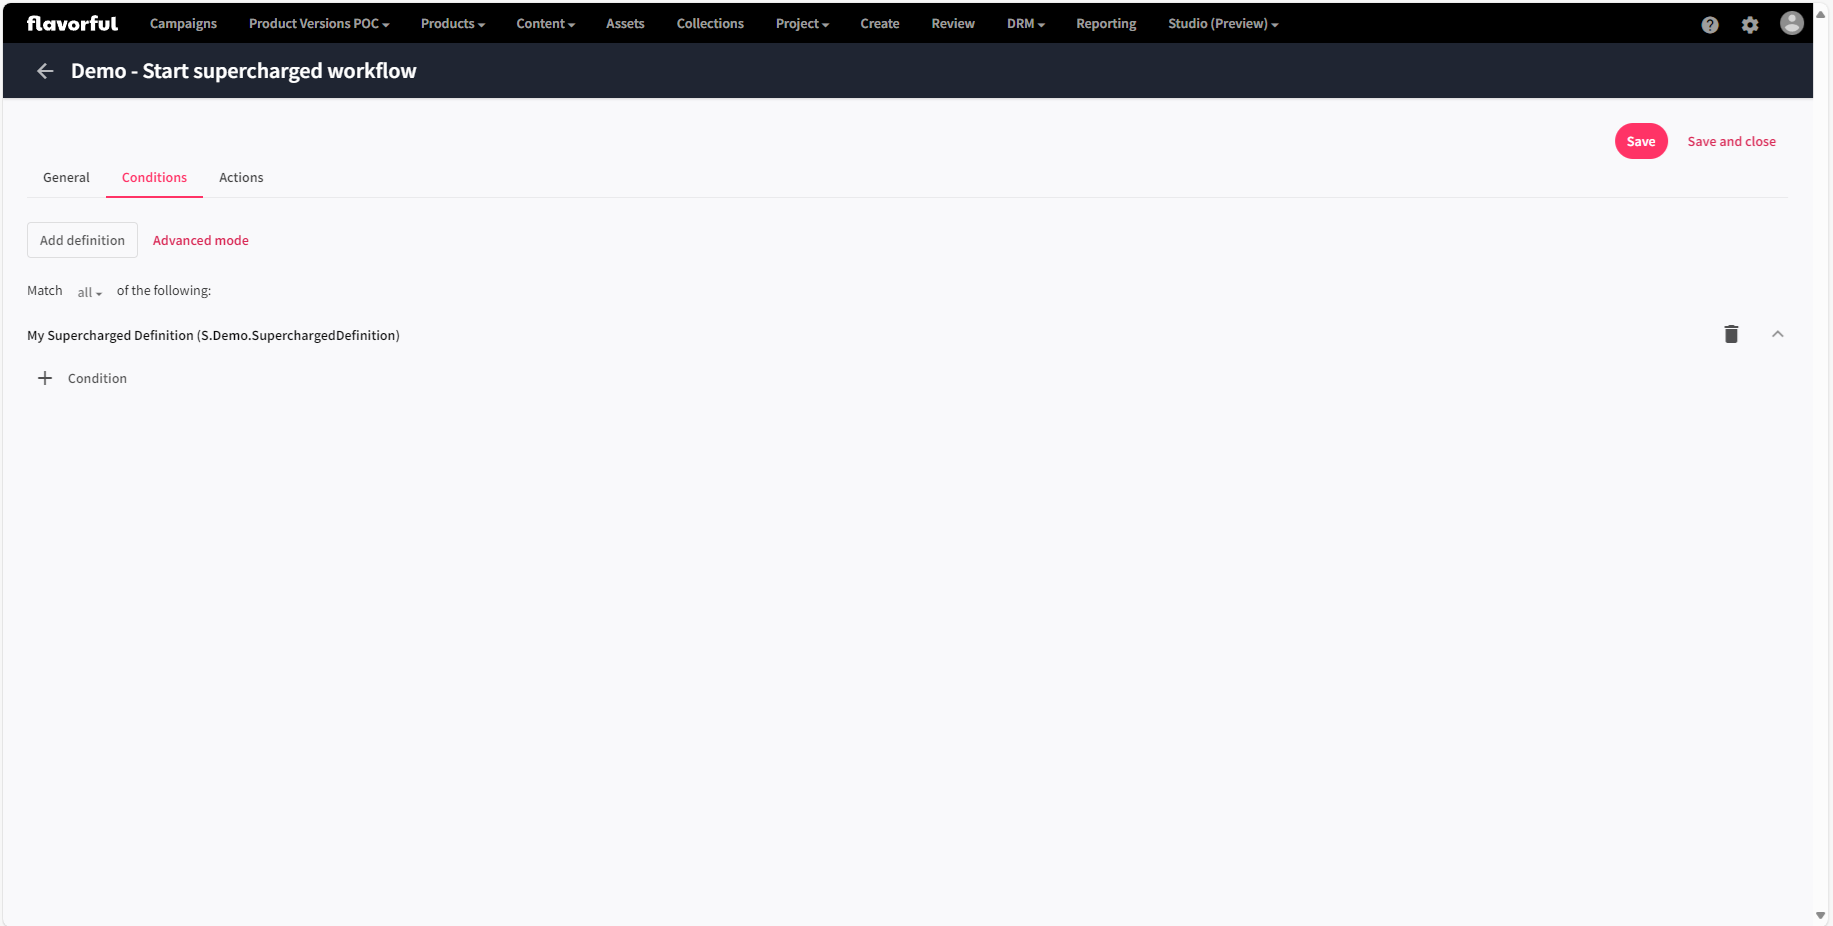 flavorful Campaigns Product Versions POC Products Content Assets Collections Project Create Review DRM Reporting Studio (Preview)
Demo - Start supercharged workflow
Save Save and close
General Conditions Actions
Add definition Advanced mode
Match all of the following:
My Supercharged Definition (S.Demo.SuperchargedDefinition)
Condition